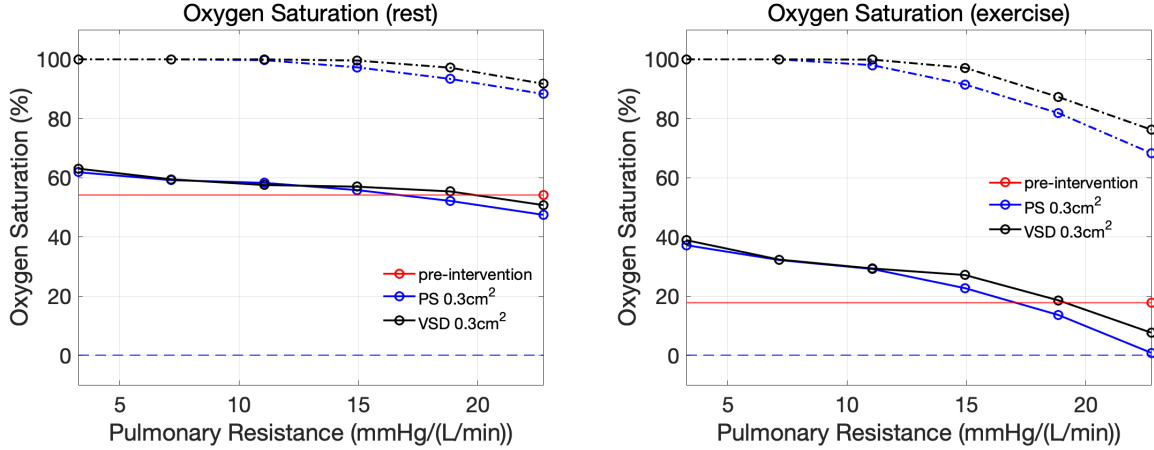 Oxygen Saturation (rest)
Oxygen Saturation (%)
100
80
60
40
20
0
5
10
15
20
Pulmonary Resistance (mmHg/(L/min))
pre-intervention
PS 0.3cm²
VSD 0.3cm²
Oxygen Saturation (exercise)
Oxygen Saturation (%)
100
80
60
40
20
0
5
10
15
20
Pulmonary Resistance (mmHg/(L/min))
pre-intervention
PS 0.3cm²
VSD 0.3cm²